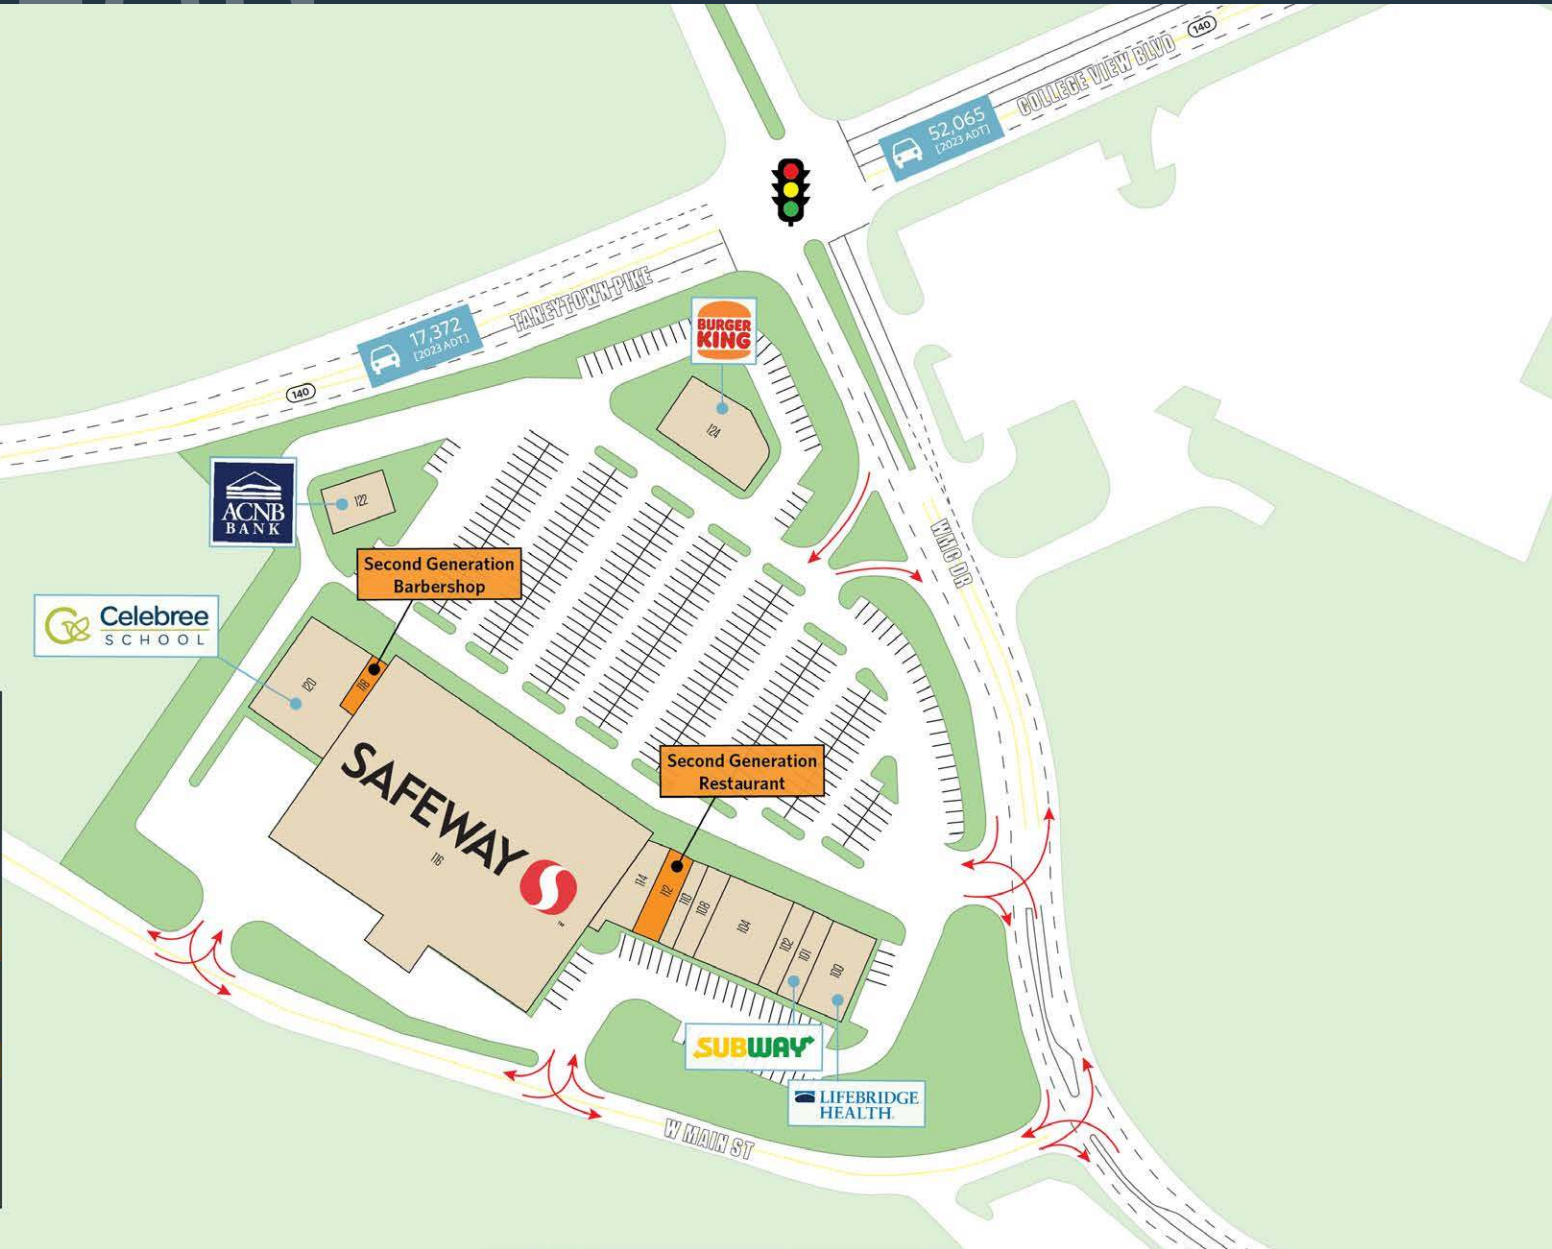 140
COLLEGE VIEW BLVD
52,065
[2023 ADT]
TANEYTOWN PIKE
17,372
[2023 ADT]
140
BURGER
KING
124
ACNB
BANK
122
WMC DR
Second Generation
Barbershop
Celebree
SCHOOL
120
118
SAFEWAY
™
116
Second Generation
Restaurant
114
112
110
108
104
102
101
100
SUBWAY
LIFEBRIDGE
HEALTH.
W MAIN ST